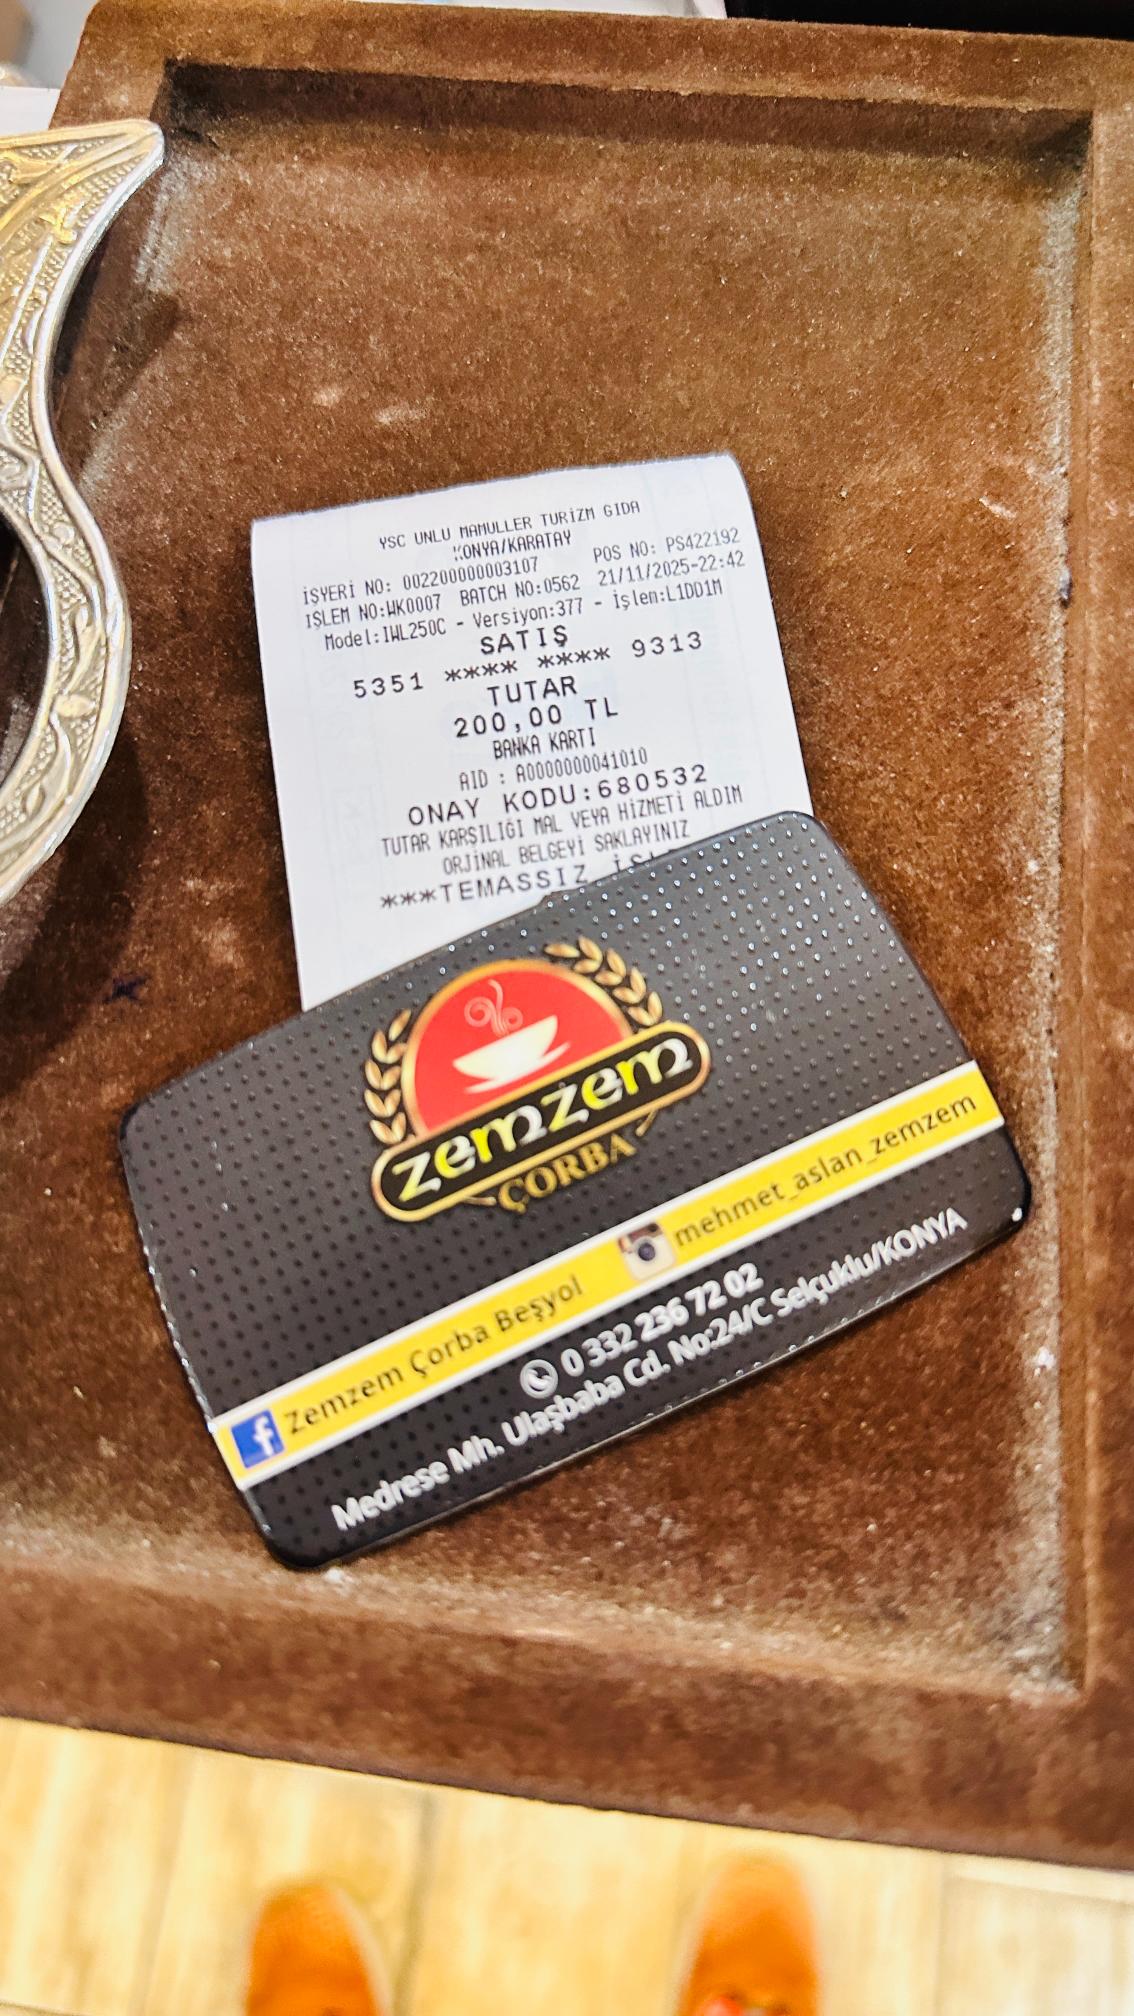 YSC UNLU MAMULLER TURİZM GIDA
KONYA/KARATAY
İŞYERİ NO: 002200000003107 POS NO: PS422192
İŞLEM NO:WK0007 BATCH NO:0562 21/11/2025-22:42
Model:IWL250C - Versiyon:377 - İşlem:L1DD1M
SATIŞ
5351 **** **** 9313
TUTAR
200,00 TL
BANKA KARTI
AID : A0000000041010
ONAY KODU:680532
TUTAR KARŞILIĞI MAL VEYA HİZMETİ ALDIM
ORJİNAL BELGEYİ SAKLAYINIZ
***TEMASSIZ
zemzem
ÇORBA
Zemzem Çorba Beşyol mehmet_aslan_zemzem
0 332 236 72 02
Medrese Mh. Ulaşbaba Cd. No:24/C Selçuklu/KONYA